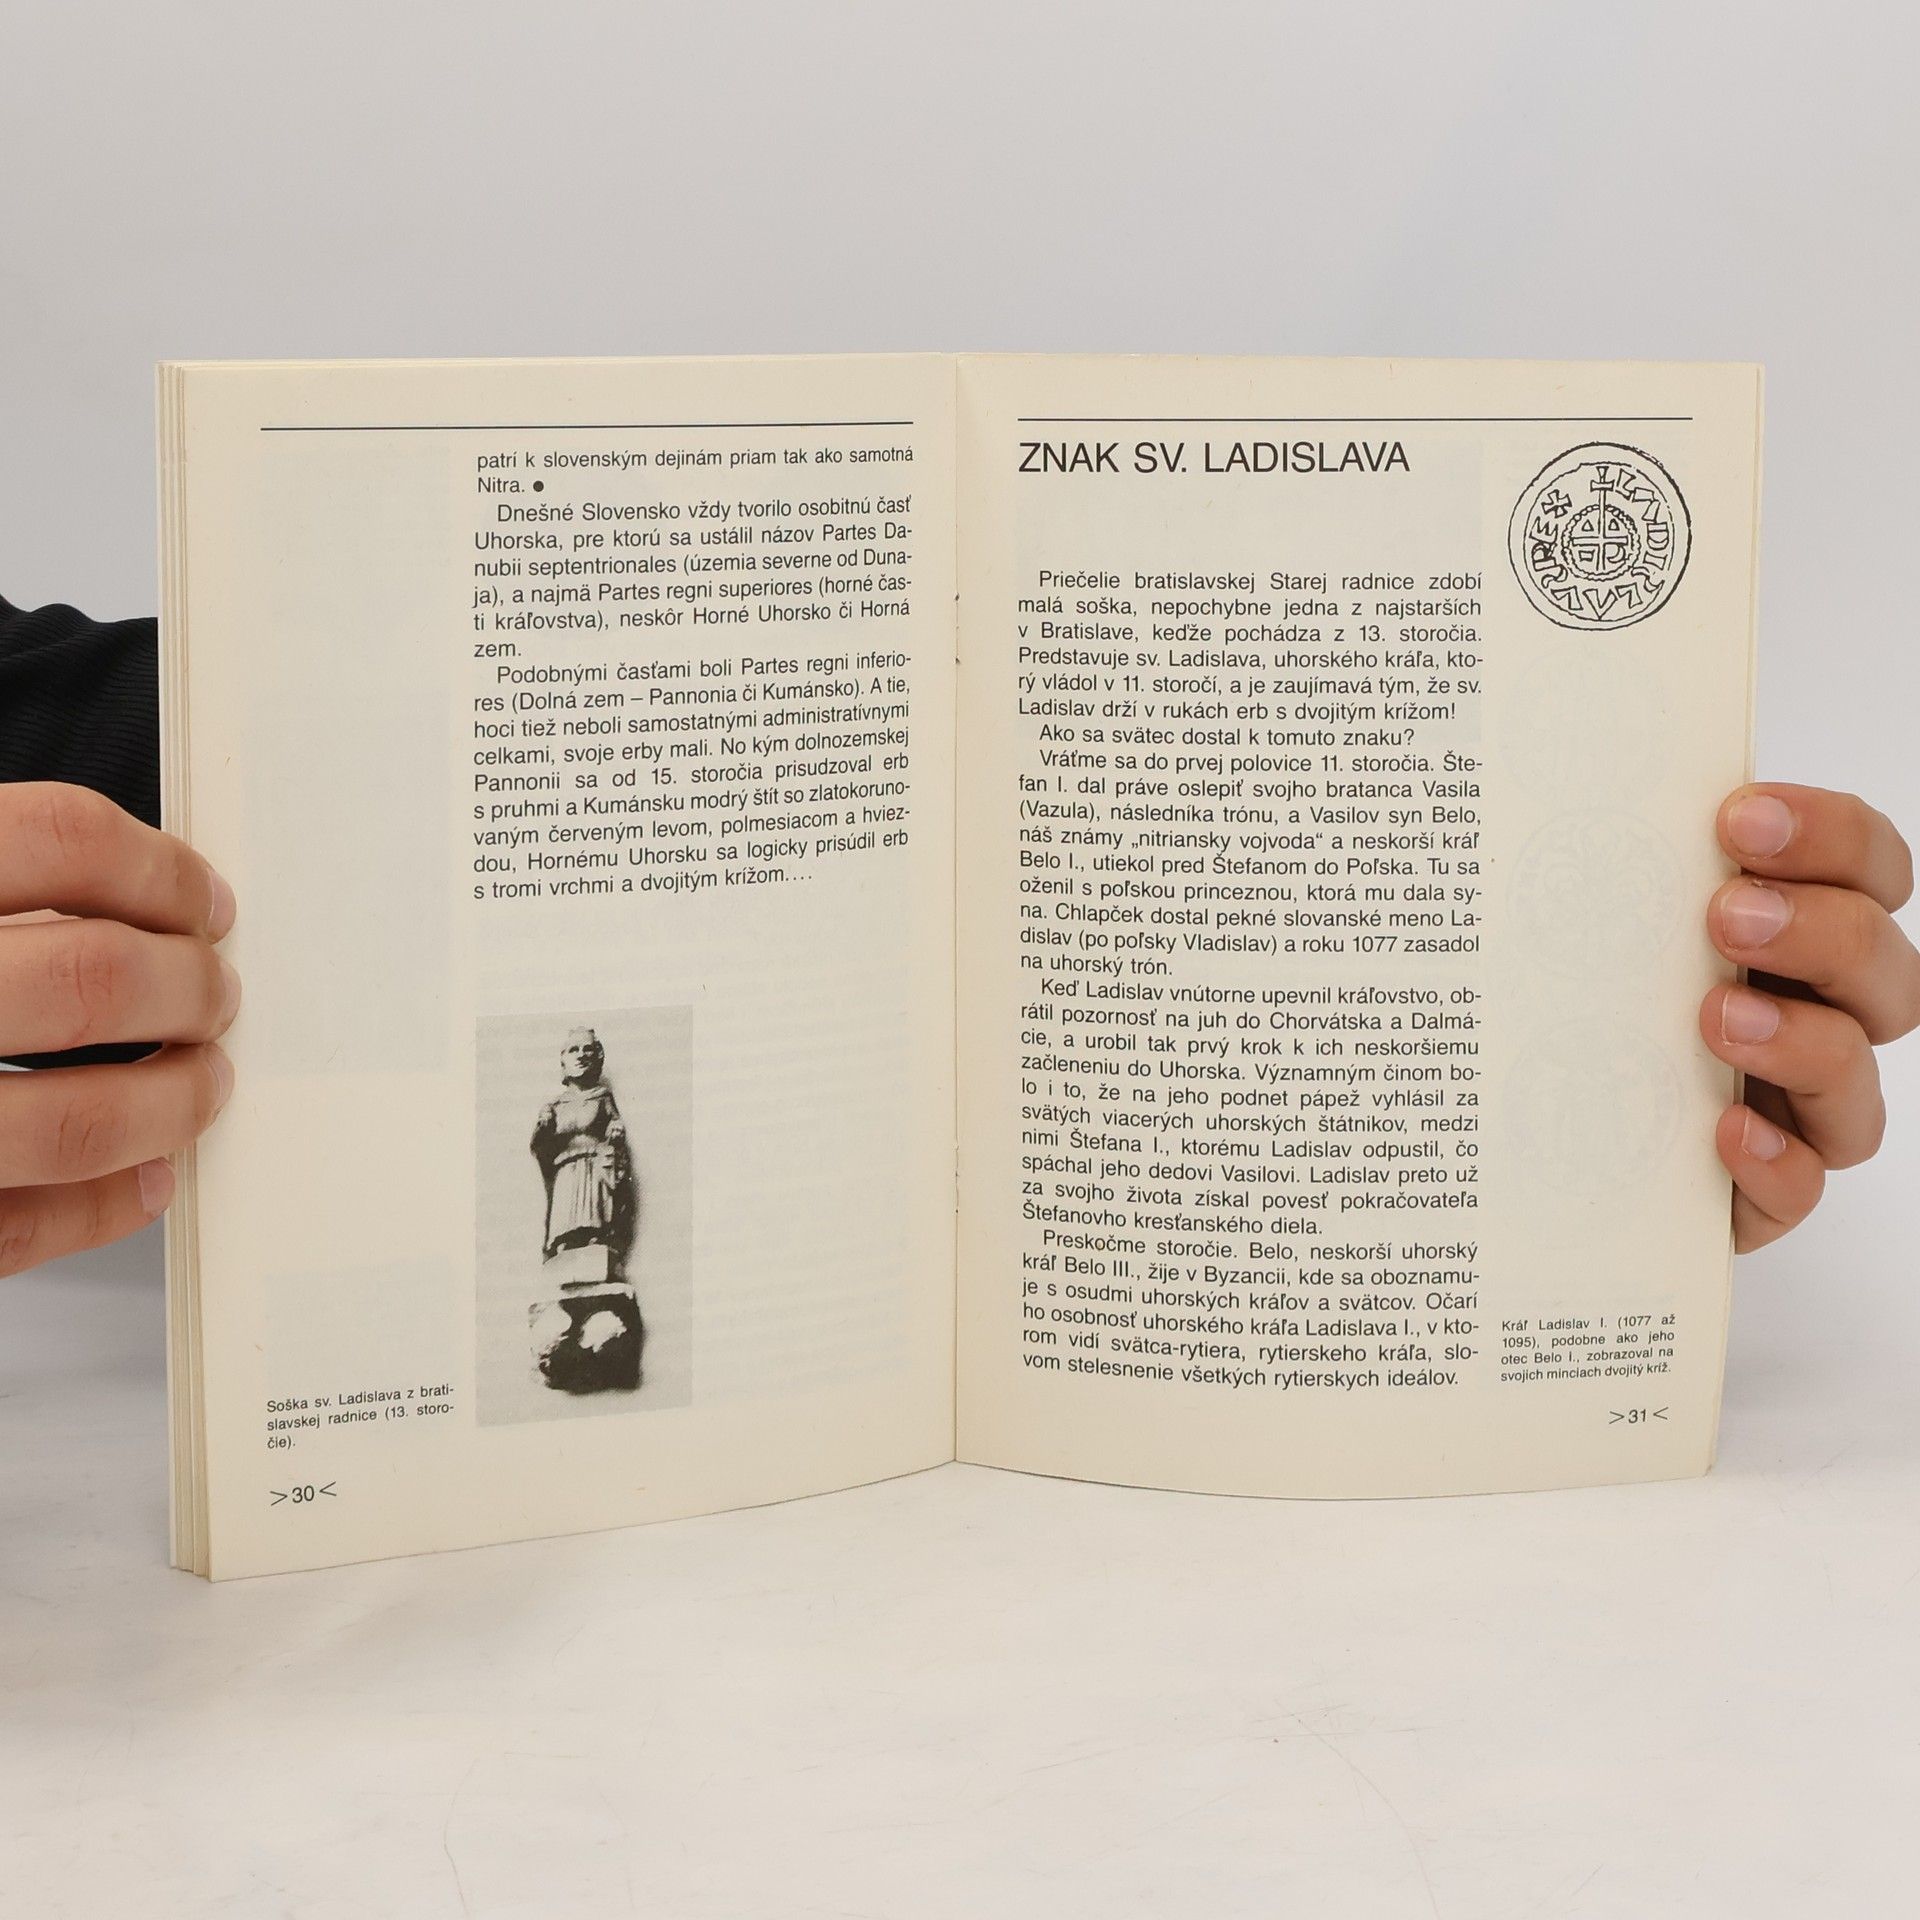 patrí k slovenským dejinám priam tak ako samotná
Nitra. ●
Dnešné Slovensko vždy tvorilo osobitnú časť
Uhorska, pre ktorú sa ustálil názov Partes Da-
nubii septentrionales (územia severne od Duna-
ja), a najmä Partes regni superiores (horné čas-
ti kráľovstva), neskôr Horné Uhorsko či Horná
zem.
Podobnými časťami boli Partes regni inferio-
res (Dolná zem – Pannonia či Kumánsko). A tie,
hoci tiež neboli samostatnými administratívnymi
celkami, svoje erby mali. No kým dolnozemskej
Pannonii sa od 15. storočia prisudzoval erb
s pruhmi a Kumánsku modrý štít so zlatokoruno-
vaným červeným levom, polmesiacom a hviez-
dou, Hornému Uhorsku sa logicky prisúdil erb
s tromi vrchmi a dvojitým krížom....
Soška sv. Ladislava z brati-
slavskej radnice (13. storo-
čie).
>30<
ZNAK SV. LADISLAVA
Priečelie bratislavskej Starej radnice zdobí
malá soška, nepochybne jedna z najstarších
v Bratislave, keďže pochádza z 13. storočia.
Predstavuje sv. Ladislava, uhorského kráľa, kto-
rý vládol v 11. storočí, a je zaujímavá tým, že sv.
Ladislav drží v rukách erb s dvojitým krížom!
Ako sa svätec dostal k tomuto znaku?
Vráťme sa do prvej polovice 11. storočia. Šte-
fan I. dal práve oslepiť svojho bratanca Vasila
(Vazula), následníka trónu, a Vasilov syn Belo,
náš známy „nitriansky vojvoda“ a neskorší kráľ
Belo I., utiekol pred Štefanom do Poľska. Tu sa
oženil s poľskou princeznou, ktorá mu dala sy-
na. Chlapček dostal pekné slovanské meno La-
dislav (po poľsky Vladislav) a roku 1077 zasadol
na uhorský trón.
Keď Ladislav vnútorne upevnil kráľovstvo, ob-
rátil pozornosť na juh do Chorvátska a Dalmá-
cie, a urobil tak prvý krok k ich neskoršiemu
začleneniu do Uhorska. Významným činom bo-
lo i to, že na jeho podnet pápež vyhlásil za
svätých viacerých uhorských štátnikov, medzi
nimi Štefana I., ktorému Ladislav odpustil, čo
spáchal jeho dedovi Vasilovi. Ladislav preto už
za svojho života získal povesť pokračovateľa
Štefanovho kresťanského diela.
Preskočme storočie. Belo, neskorší uhorský
kráľ Belo III., žije v Byzancii, kde sa oboznamu-
je s osudmi uhorských kráľov a svätcov. Očarí
ho osobnosť uhorského kráľa Ladislava I., v kto-
rom vidí svätca-rytiera, rytierskeho kráľa, slo-
vom stelesnenie všetkých rytierskych ideálov.
Kráľ Ladislav I. (1077 až
1095), podobne ako jeho
otec Belo I., zobrazoval na
svojich minciach dvojitý kríž.
>31<